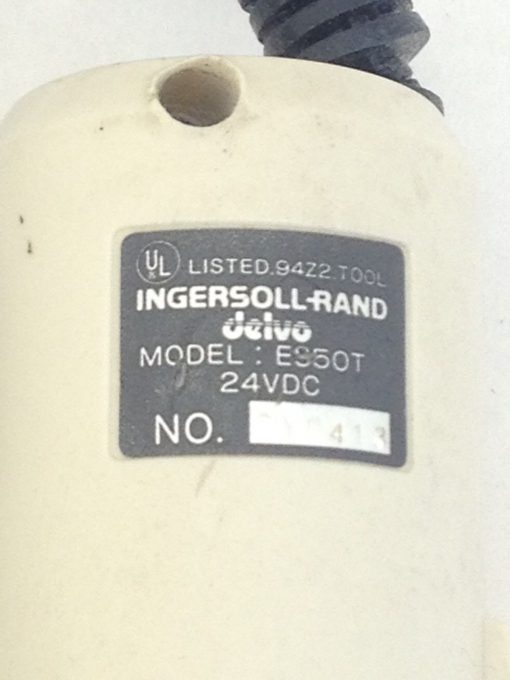 UL LISTED.94Z2.TOOL
INGERSOLL-RAND
delvo
MODEL : ES50T
24VDC
NO.